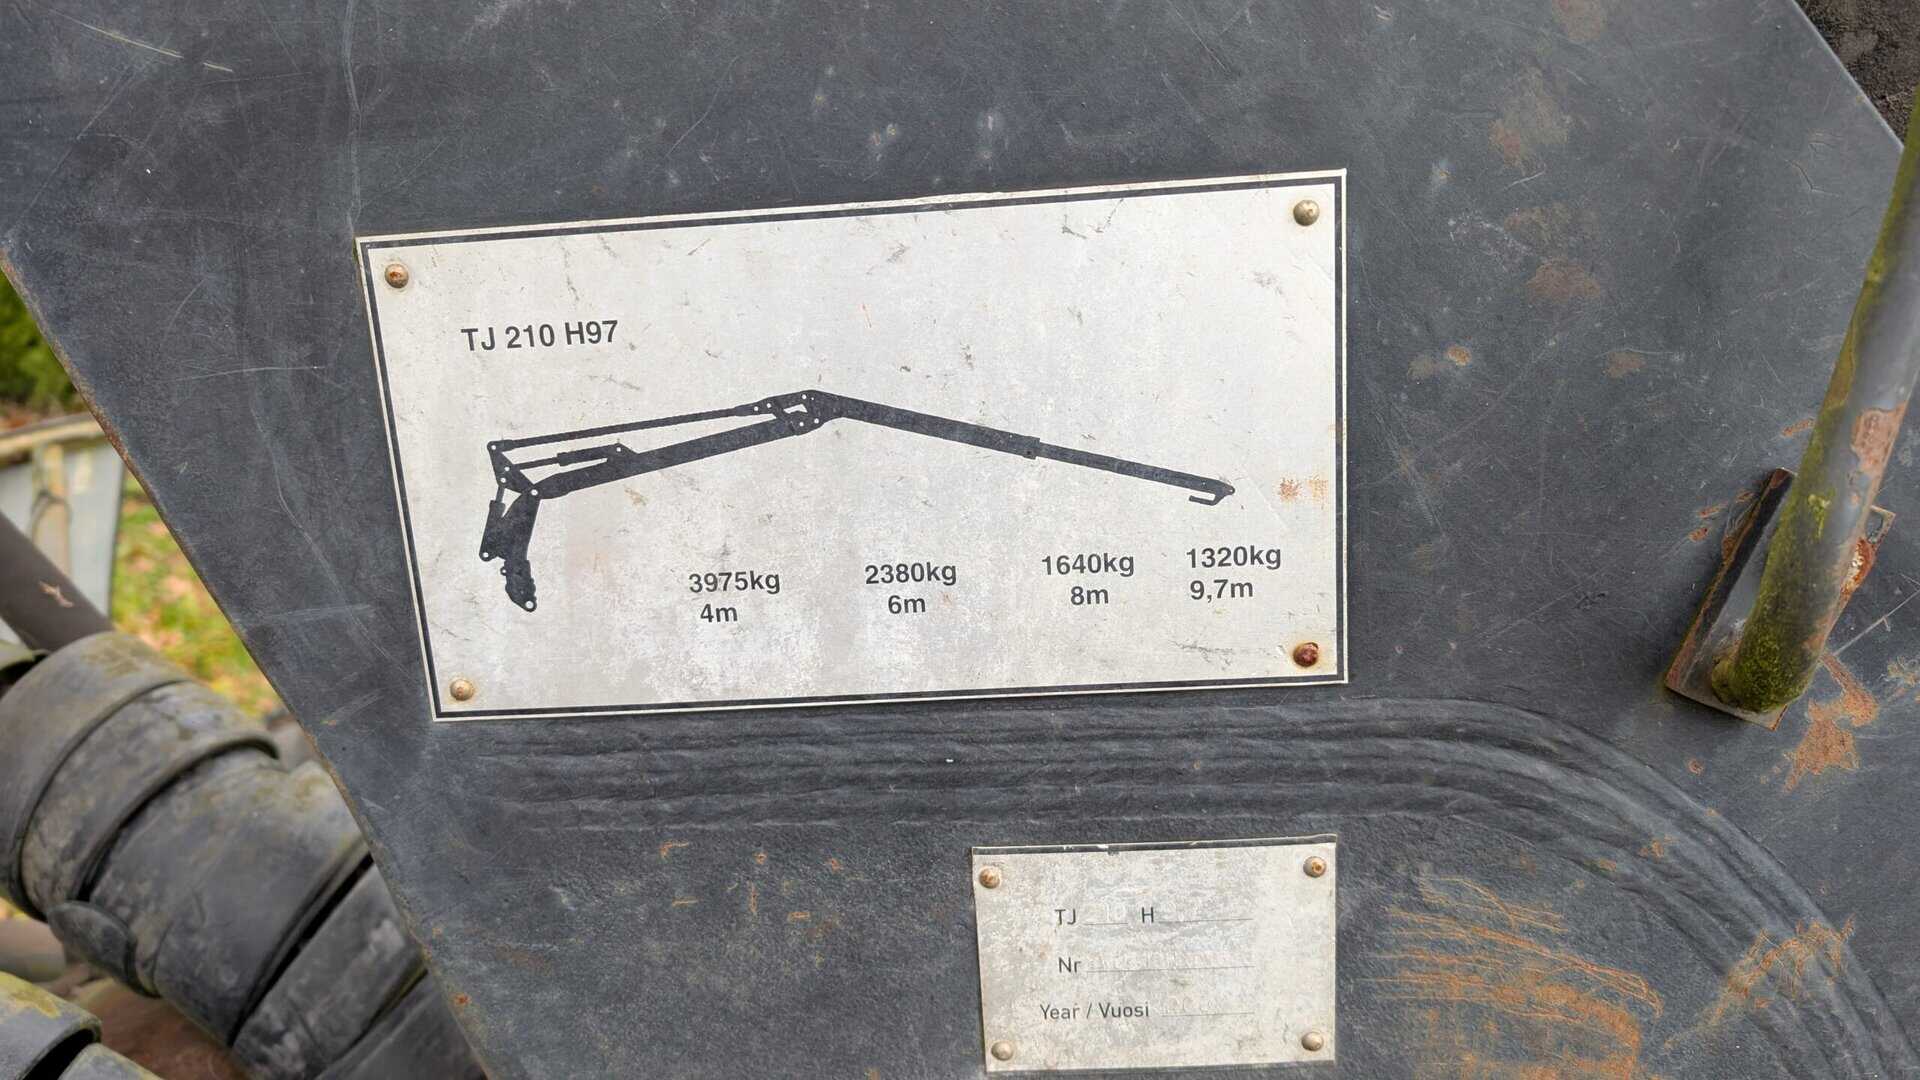 TJ 210 H97
3975kg 2380kg 1640kg 1320kg
4m 6m 8m 9,7m
TJ H
Nr
Year / Vuosi